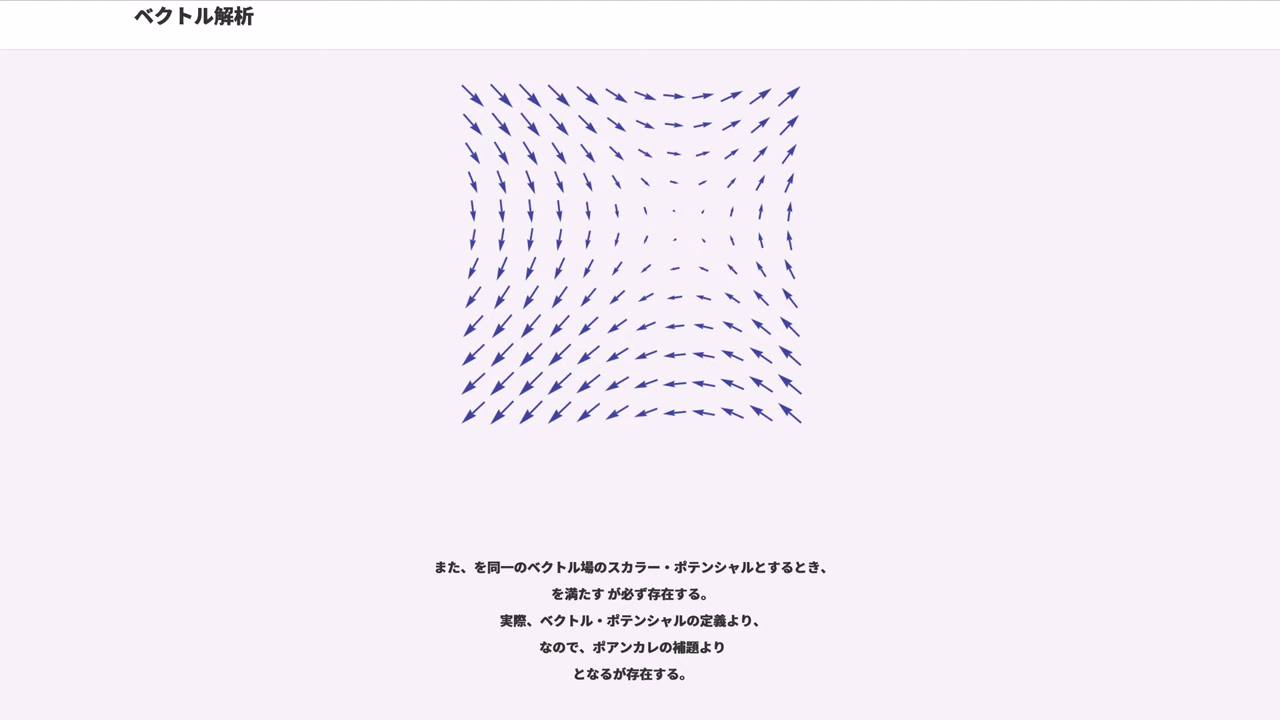 ベクトル解析
また、を同一のベクトル場のスカラー・ポテンシャルとするとき、
を満たす が必ず存在する。
実際、ベクトル・ポテンシャルの定義より、
なので、ポアンカレの補題より
となるが存在する。